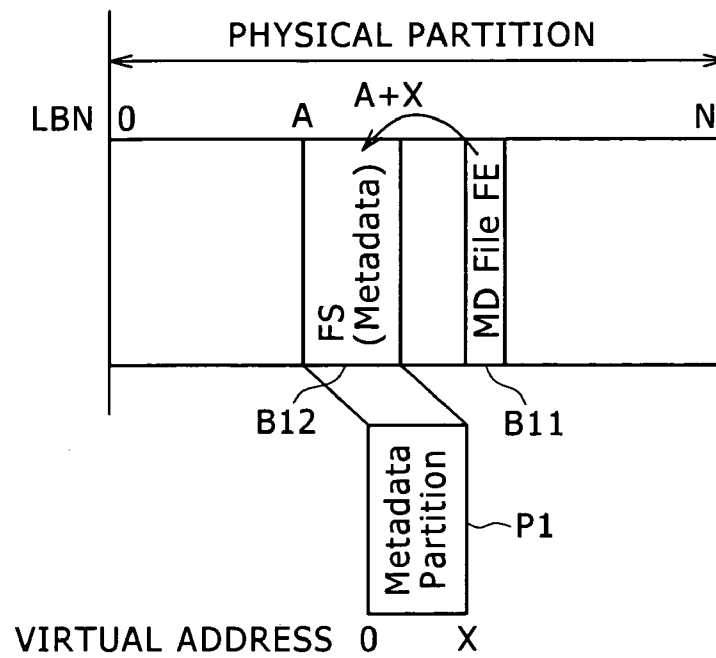 PHYSICAL PARTITION
A+X
LBN 0 A N
FS
(Metadata)
MD File FE
B12
B11
Metadata
Partition
P1
VIRTUAL ADDRESS 0 X